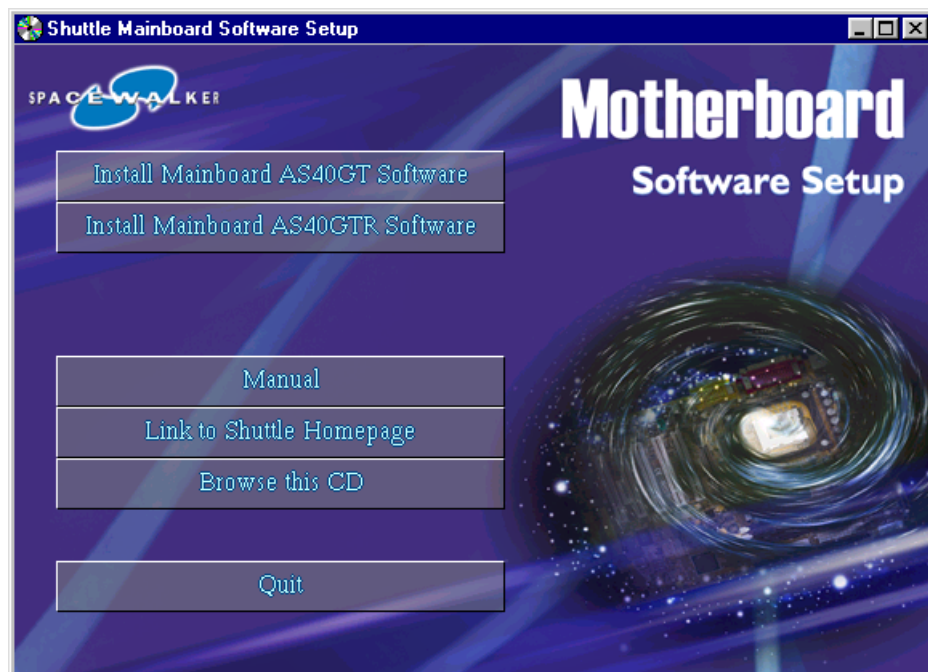 Shuttle Mainboard Software Setup
SPACEWALKER
Motherboard
Software Setup
Install Mainboard AS40GT Software
Install Mainboard AS40GTR Software
Manual
Link to Shuttle Homepage
Browse this CD
Quit